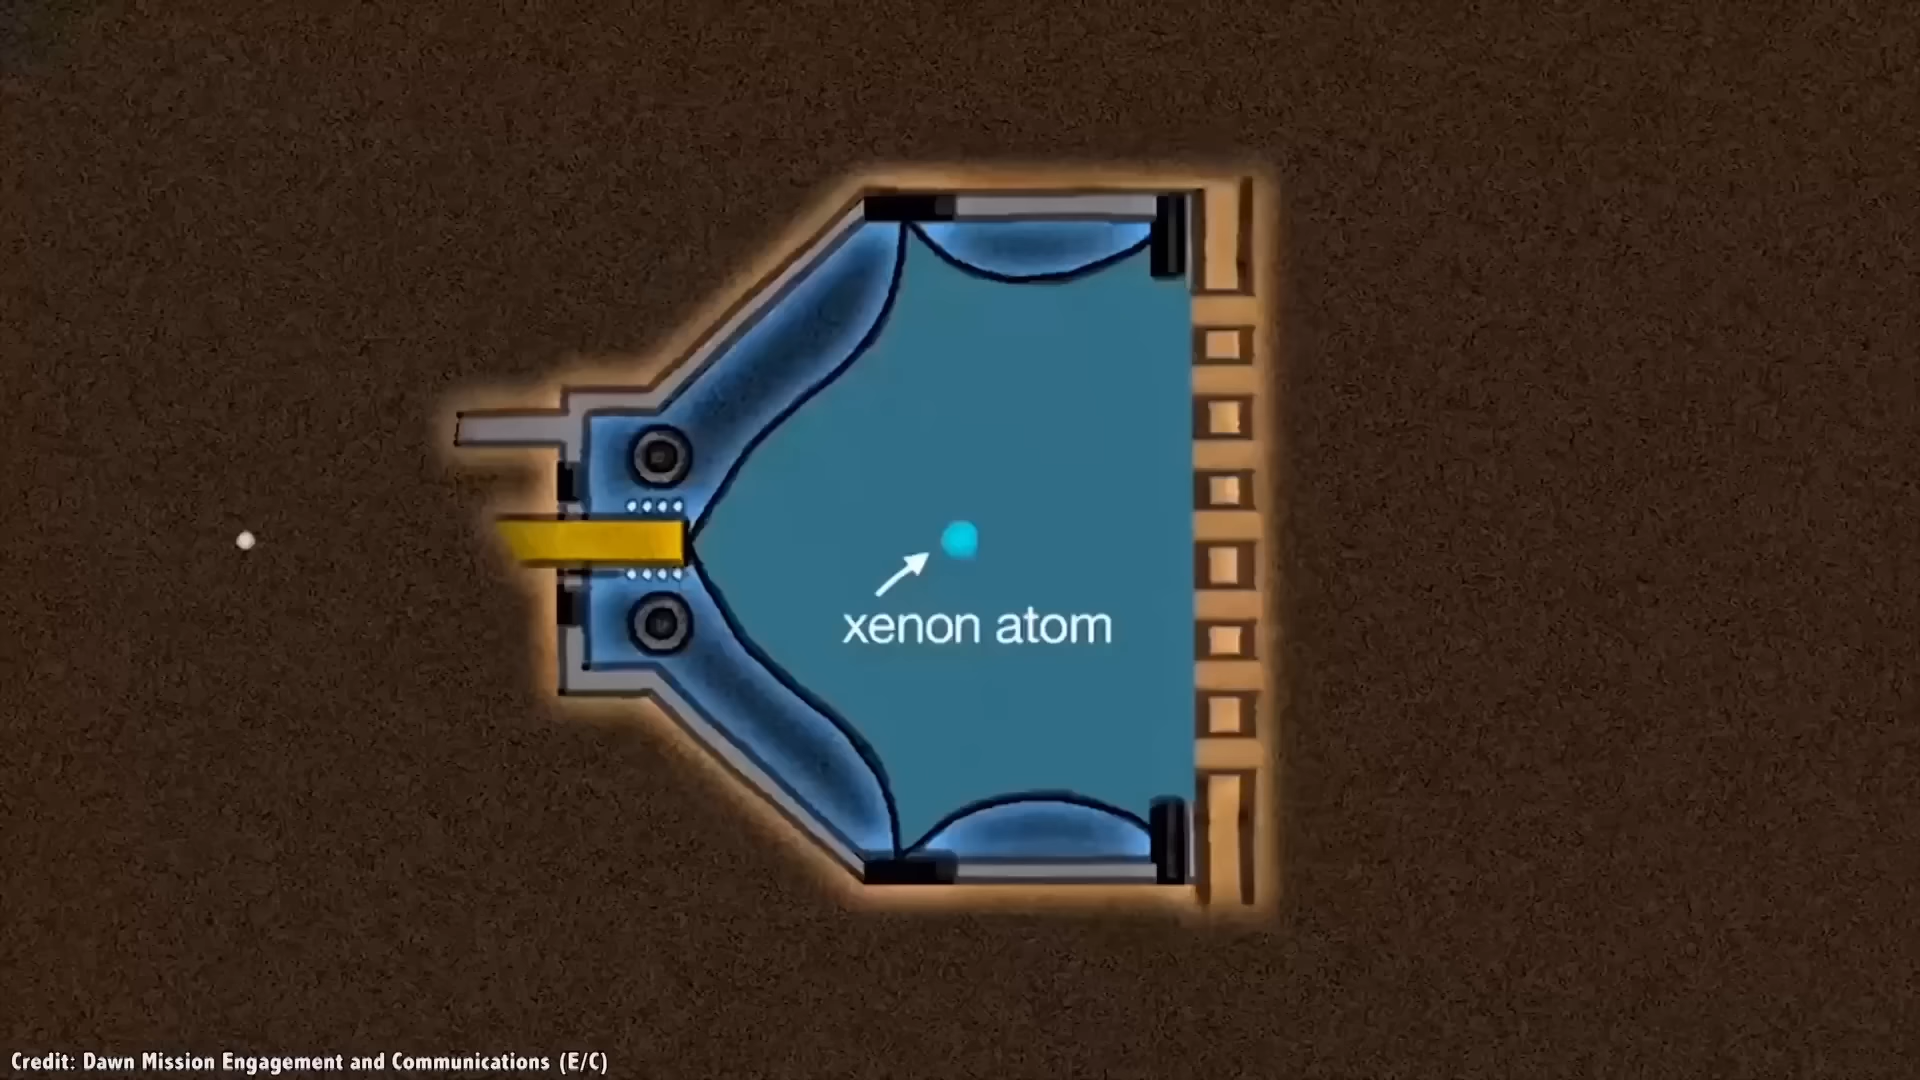 xenon atom
Credit: Dawn Mission Engagement and Communications (E/C)